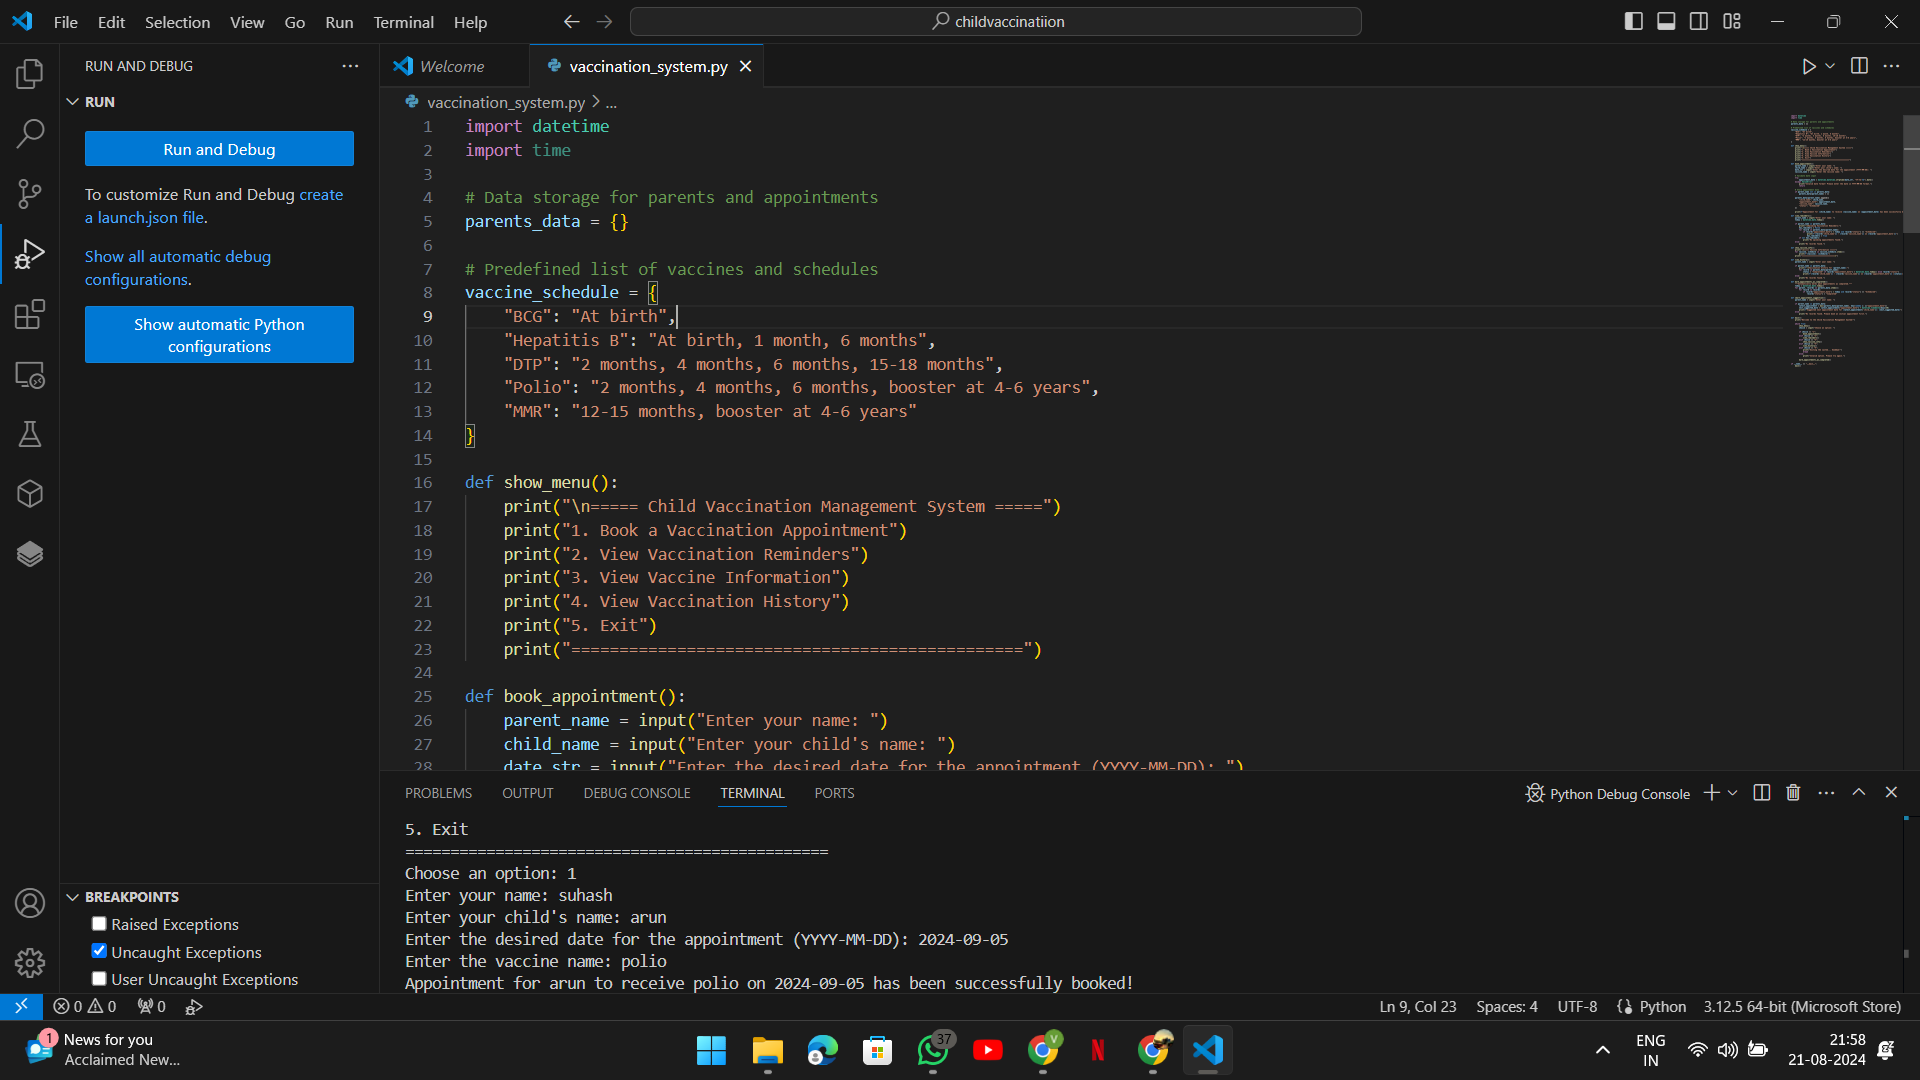 File Edit Selection View Go Run Terminal Help
childvaccinatiion
RUN AND DEBUG
RUN
Run and Debug
To customize Run and Debug create
a launch.json file.
Show all automatic debug
configurations.
Show automatic Python
configurations
BREAKPOINTS
Raised Exceptions
Uncaught Exceptions
User Uncaught Exceptions
Welcome
vaccination_system.py
vaccination_system.py > ...
1 import datetime
2 import time
3
4 # Data storage for parents and appointments
5 parents_data = {}
6
7 # Predefined list of vaccines and schedules
8 vaccine_schedule = {
9     "BCG": "At birth",
10     "Hepatitis B": "At birth, 1 month, 6 months",
11     "DTP": "2 months, 4 months, 6 months, 15-18 months",
12     "Polio": "2 months, 4 months, 6 months, booster at 4-6 years",
13     "MMR": "12-15 months, booster at 4-6 years"
14 }
15
16 def show_menu():
17     print("\n===== Child Vaccination Management System =====")
18     print("1. Book a Vaccination Appointment")
19     print("2. View Vaccination Reminders")
20     print("3. View Vaccine Information")
21     print("4. View Vaccination History")
22     print("5. Exit")
23     print("===============================================")
24
25 def book_appointment():
26     parent_name = input("Enter your name: ")
27     child_name = input("Enter your child's name: ")
28     date_str = input("Enter the desired date for the appointment (YYYY-MM-DD): ")
PROBLEMS OUTPUT DEBUG CONSOLE TERMINAL PORTS
Python Debug Console
5. Exit
===============================================
Choose an option: 1
Enter your name: suhash
Enter your child's name: arun
Enter the desired date for the appointment (YYYY-MM-DD): 2024-09-05
Enter the vaccine name: polio
Appointment for arun to receive polio on 2024-09-05 has been successfully booked!
0 0 0
Ln 9, Col 23 Spaces: 4 UTF-8 {} Python 3.12.5 64-bit (Microsoft Store)
1
News for you
Acclaimed New...
37
V
N
ENG
IN
21:58
21-08-2024